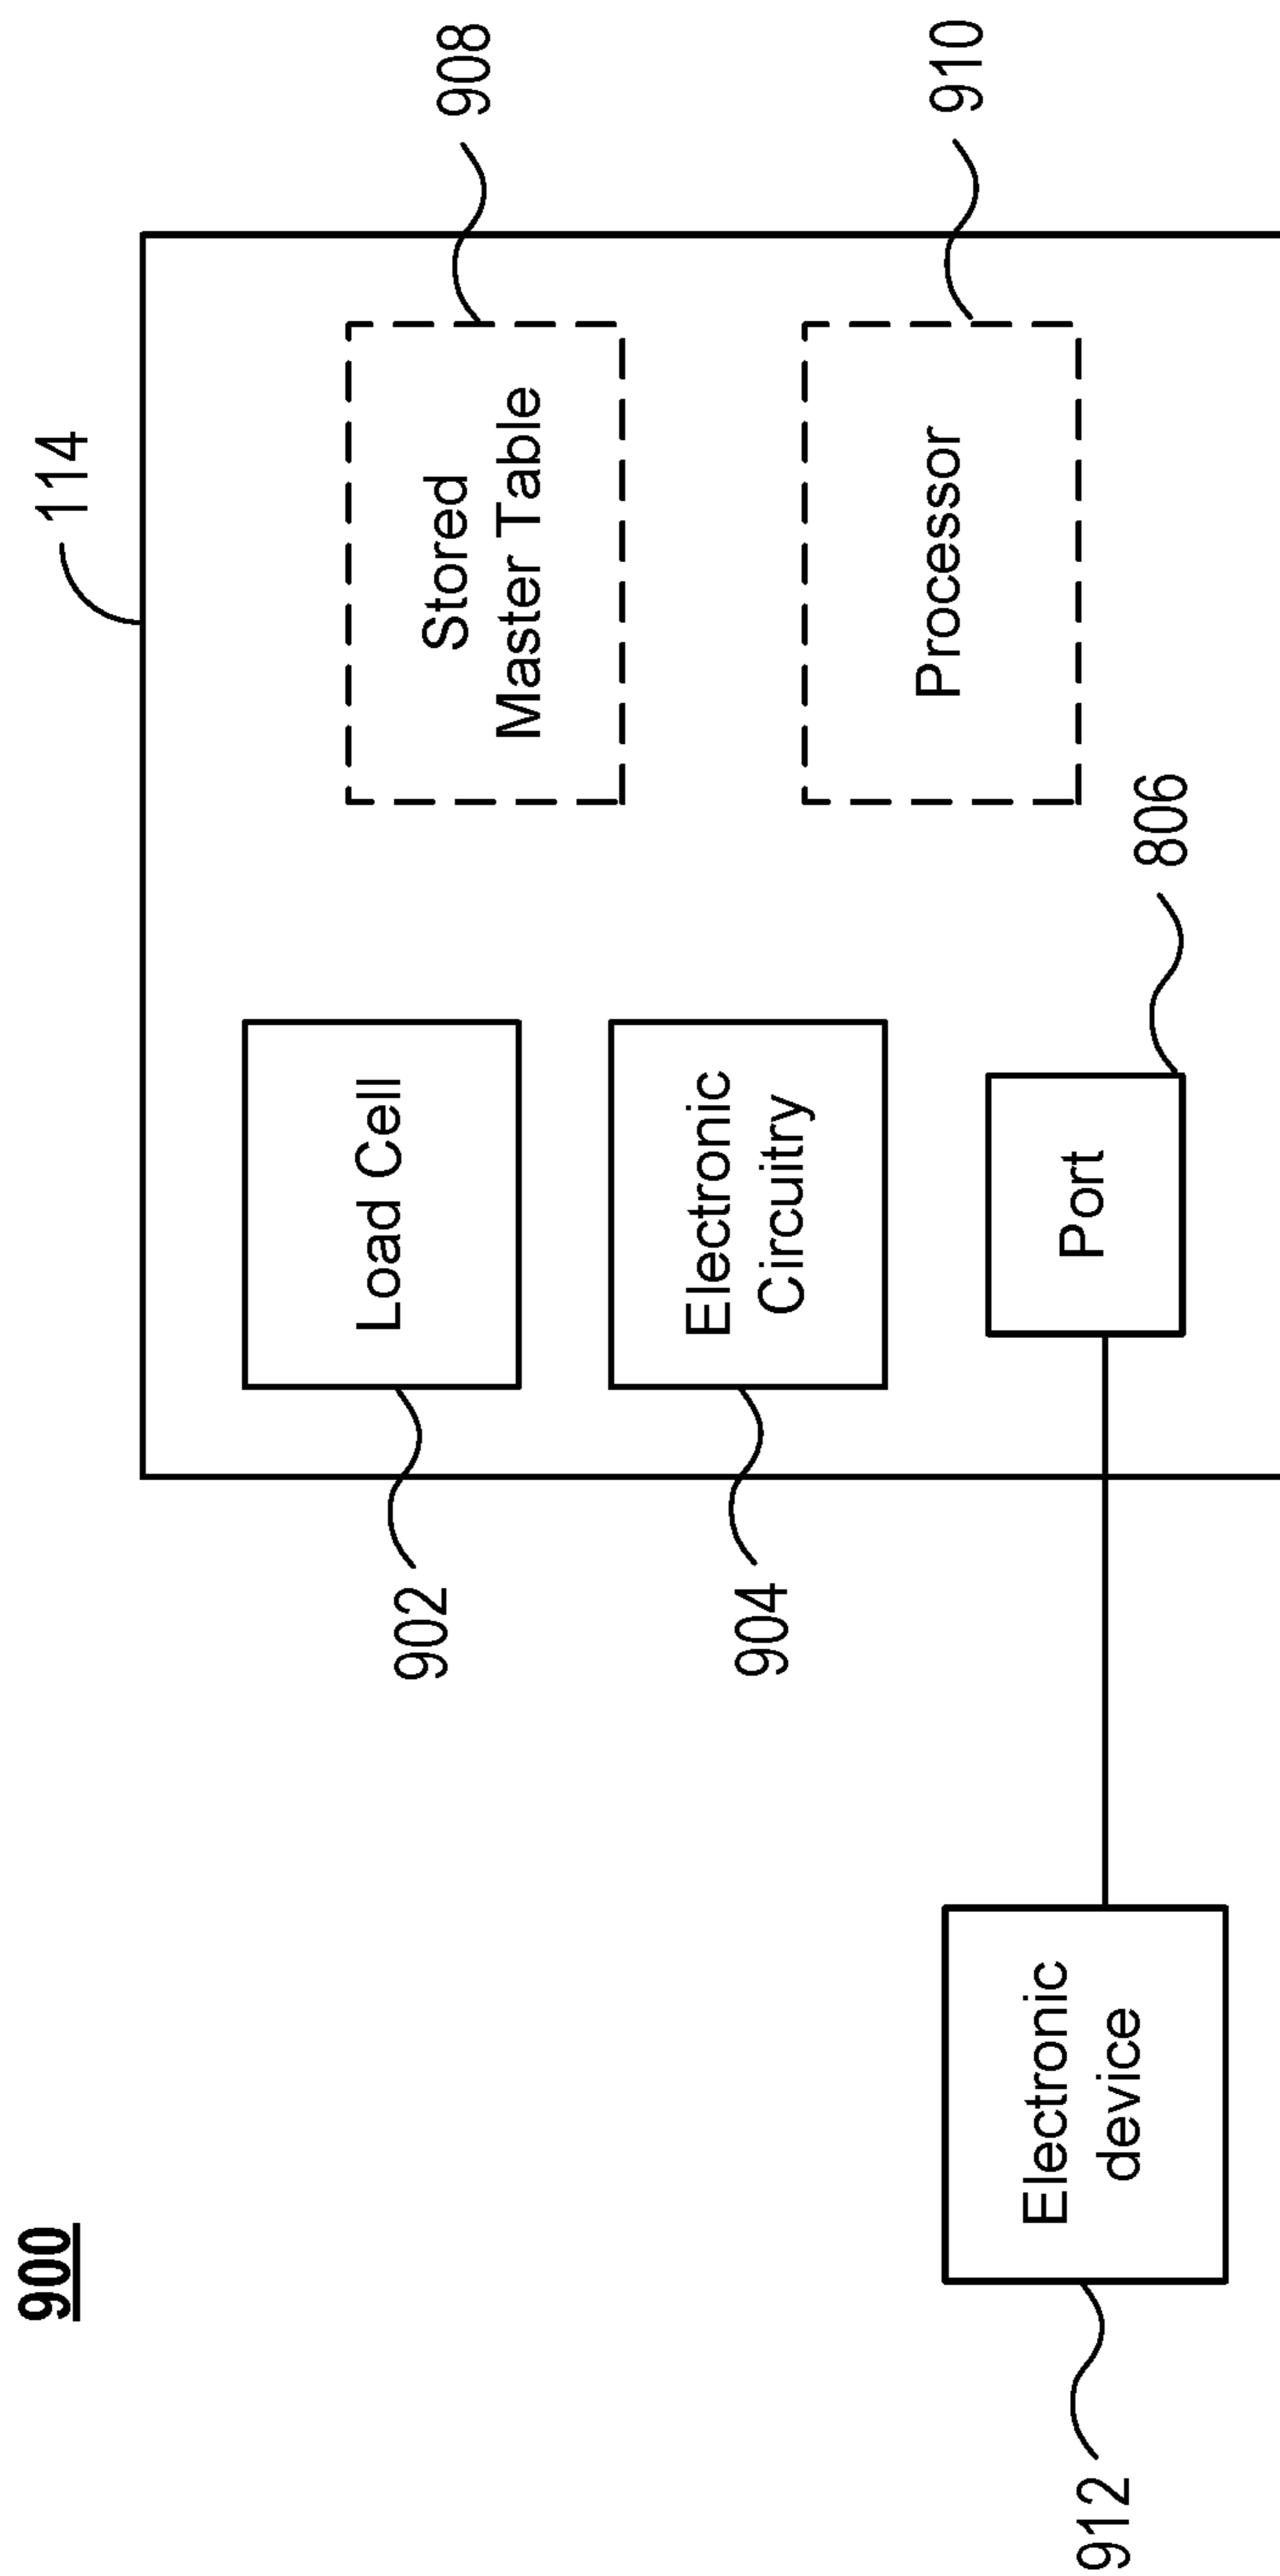 900
114
902
Load Cell
Stored
Master Table
908
904
Electronic
Circuitry
Processor
910
912
Electronic
device
Port
806